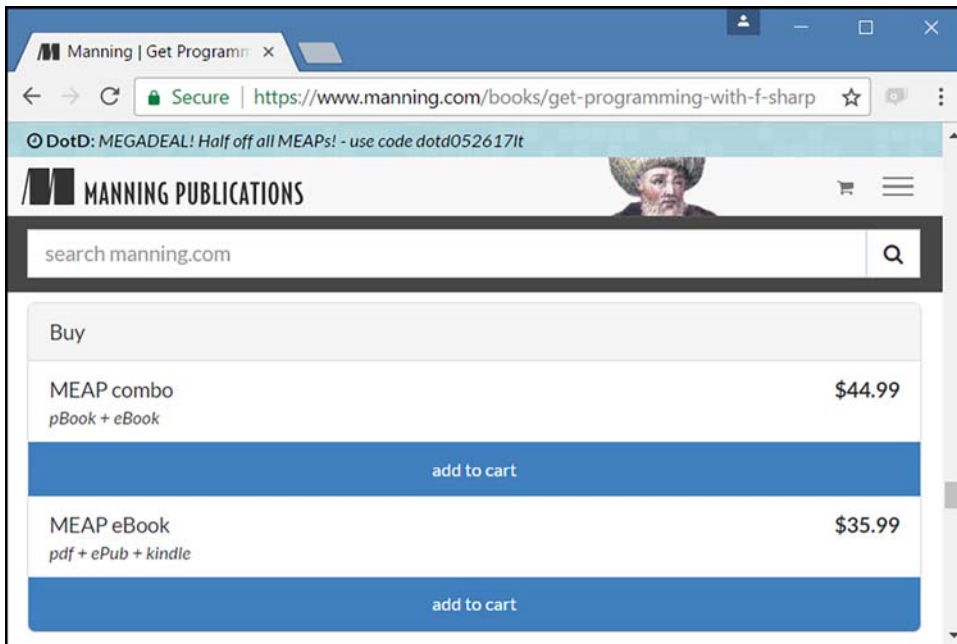 Manning | Get Programm
Secure | https://www.manning.com/books/get-programming-with-f-sharp
DotD: MEGADEAL! Half off all MEAPs! - use code dotd052617lt
MANNING PUBLICATIONS
search manning.com
Buy
MEAP combo $44.99
pBook + eBook
add to cart
MEAP eBook $35.99
pdf + ePub + kindle
add to cart